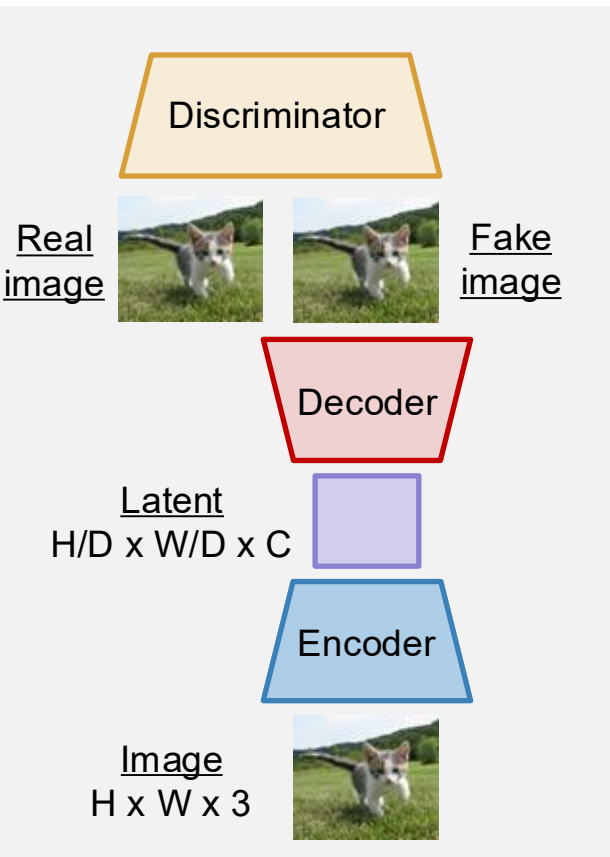 Discriminator
Real
image
Fake
image
Decoder
Latent
H/D x W/D x C
Encoder
Image
H x W x 3